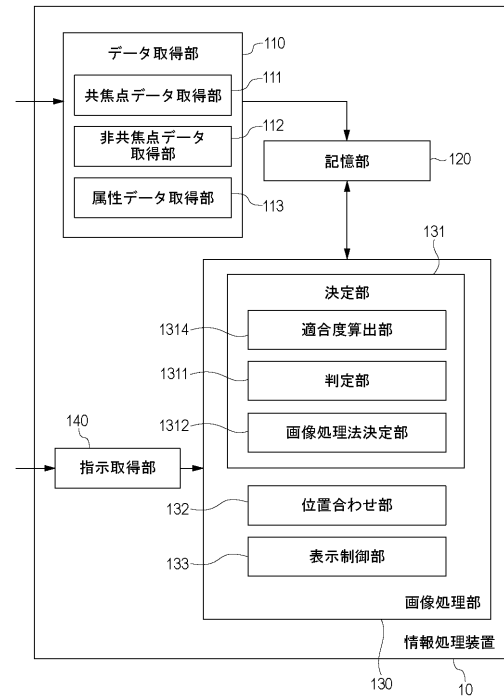 データ取得部
110
共焦点データ取得部
111
非共焦点データ
取得部
112
属性データ取得部
113
記憶部
120
131
決定部
1314
適合度算出部
1311
判定部
1312
画像処理法決定部
140
指示取得部
132
位置合わせ部
133
表示制御部
画像処理部
130
情報処理装置
10